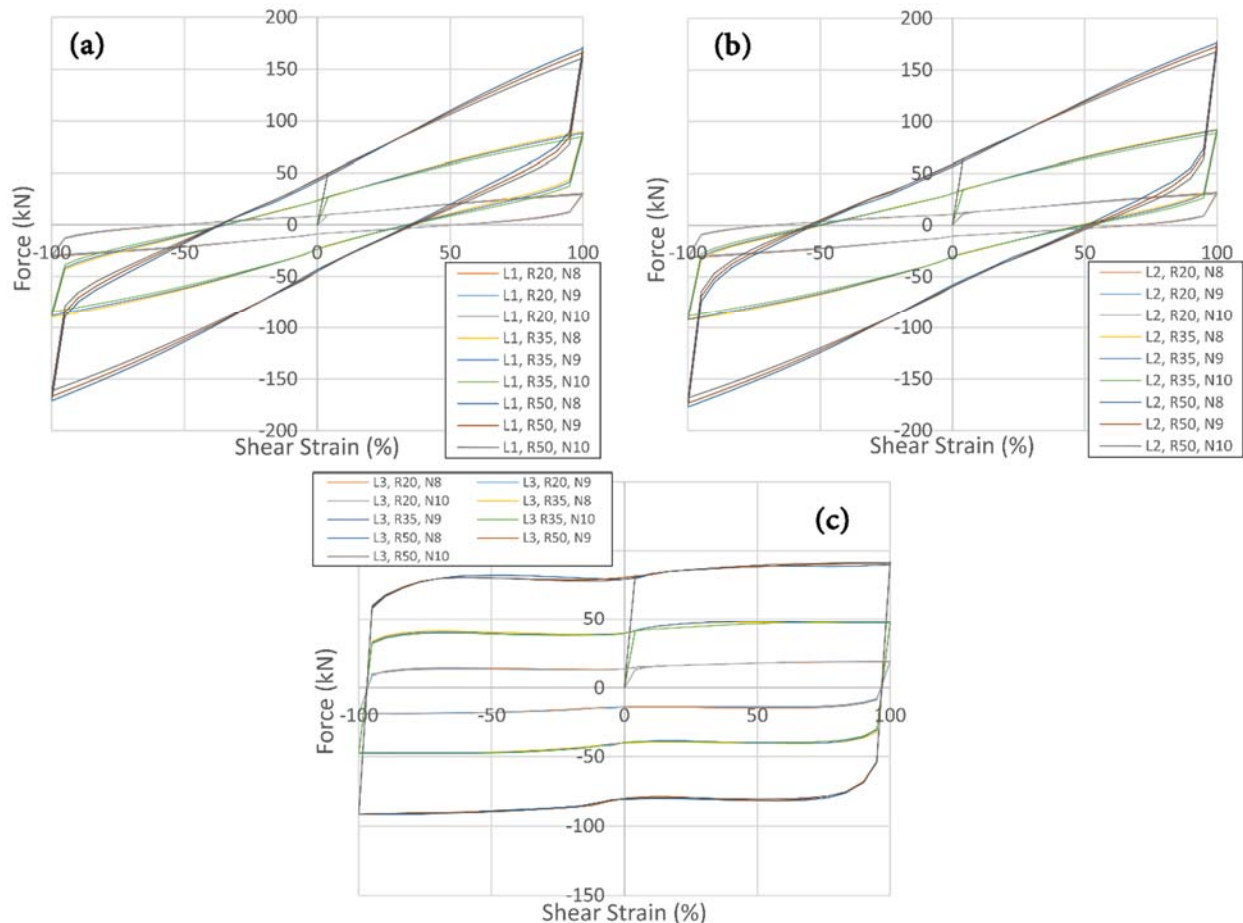 (a)
200
150
100
50
0
-50
-100
-150
-200
-100
-50
0
50
100
Force (kN)
Shear Strain (%)
L1, R20, N8
L1, R20, N9
L1, R20, N10
L1, R35, N8
L1, R35, N9
L1, R35, N10
L1, R50, N8
L1, R50, N9
L1, R50, N10
(b)
200
150
100
50
0
-50
-100
-150
-200
-100
-50
0
50
100
Force (kN)
Shear Strain (%)
L2, R20, N8
L2, R20, N9
L2, R20, N10
L2, R35, N8
L2, R35, N9
L2, R35, N10
L2, R50, N8
L2, R50, N9
L2, R50, N10
L3, R20, N8 L3, R20, N9
L3, R20, N10 L3, R35, N8
L3, R35, N9 L3 R35, N10
L3, R50, N8 L3, R50, N9
L3, R50, N10
(c)
50
0
-50
-100
-150
-100
-50
0
50
100
Force (kN)
Shear Strain (%)